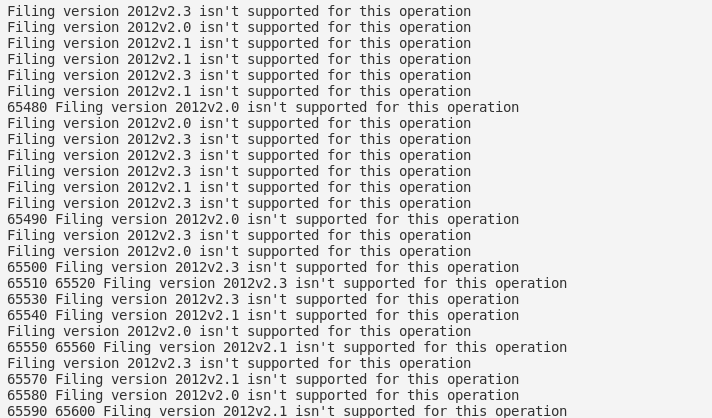 Filing version 2012v2.3 isn't supported for this operation
Filing version 2012v2.0 isn't supported for this operation
Filing version 2012v2.1 isn't supported for this operation
Filing version 2012v2.1 isn't supported for this operation
Filing version 2012v2.3 isn't supported for this operation
Filing version 2012v2.1 isn't supported for this operation
65480 Filing version 2012v2.0 isn't supported for this operation
Filing version 2012v2.0 isn't supported for this operation
Filing version 2012v2.3 isn't supported for this operation
Filing version 2012v2.3 isn't supported for this operation
Filing version 2012v2.3 isn't supported for this operation
Filing version 2012v2.1 isn't supported for this operation
Filing version 2012v2.3 isn't supported for this operation
65490 Filing version 2012v2.0 isn't supported for this operation
Filing version 2012v2.3 isn't supported for this operation
Filing version 2012v2.0 isn't supported for this operation
65500 Filing version 2012v2.3 isn't supported for this operation
65510 65520 Filing version 2012v2.3 isn't supported for this operation
65530 Filing version 2012v2.3 isn't supported for this operation
65540 Filing version 2012v2.1 isn't supported for this operation
Filing version 2012v2.0 isn't supported for this operation
65550 65560 Filing version 2012v2.1 isn't supported for this operation
Filing version 2012v2.3 isn't supported for this operation
65570 Filing version 2012v2.1 isn't supported for this operation
65580 Filing version 2012v2.0 isn't supported for this operation
65590 65600 Filing version 2012v2.1 isn't supported for this operation